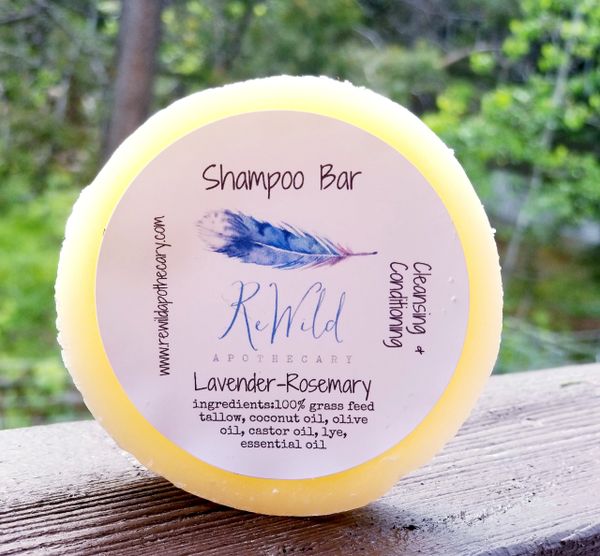 Shampoo Bar
www.rewildapothecary.com
Cleansing +
Conditioning
ReWild
APOTHECARY
Lavender-Rosemary
ingredients:100% grass feed
tallow, coconut oil, olive
oil, castor oil, lye,
essential oil